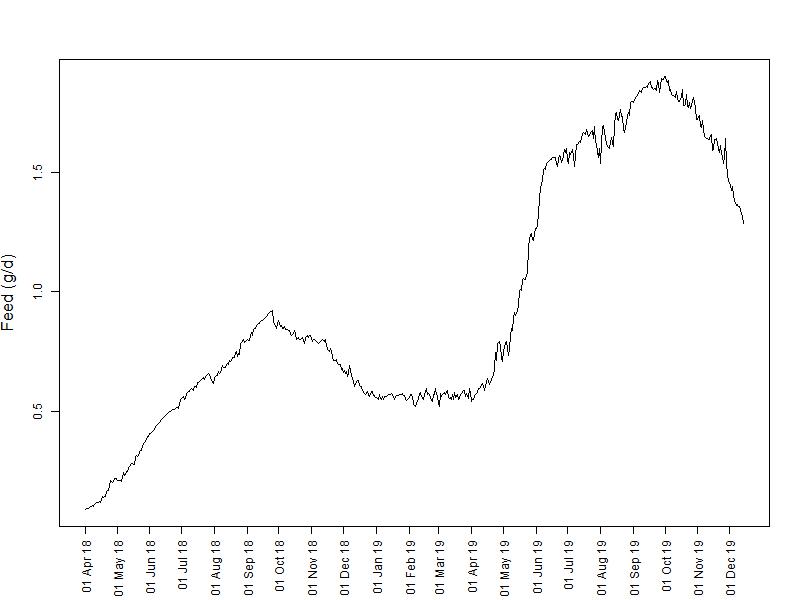 Feed (g/d)
1.5
1.0
0.5
01 Apr 18
01 May 18
01 Jun 18
01 Jul 18
01 Aug 18
01 Sep 18
01 Oct 18
01 Nov 18
01 Dec 18
01 Jan 19
01 Feb 19
01 Mar 19
01 Apr 19
01 May 19
01 Jun 19
01 Jul 19
01 Aug 19
01 Sep 19
01 Oct 19
01 Nov 19
01 Dec 19